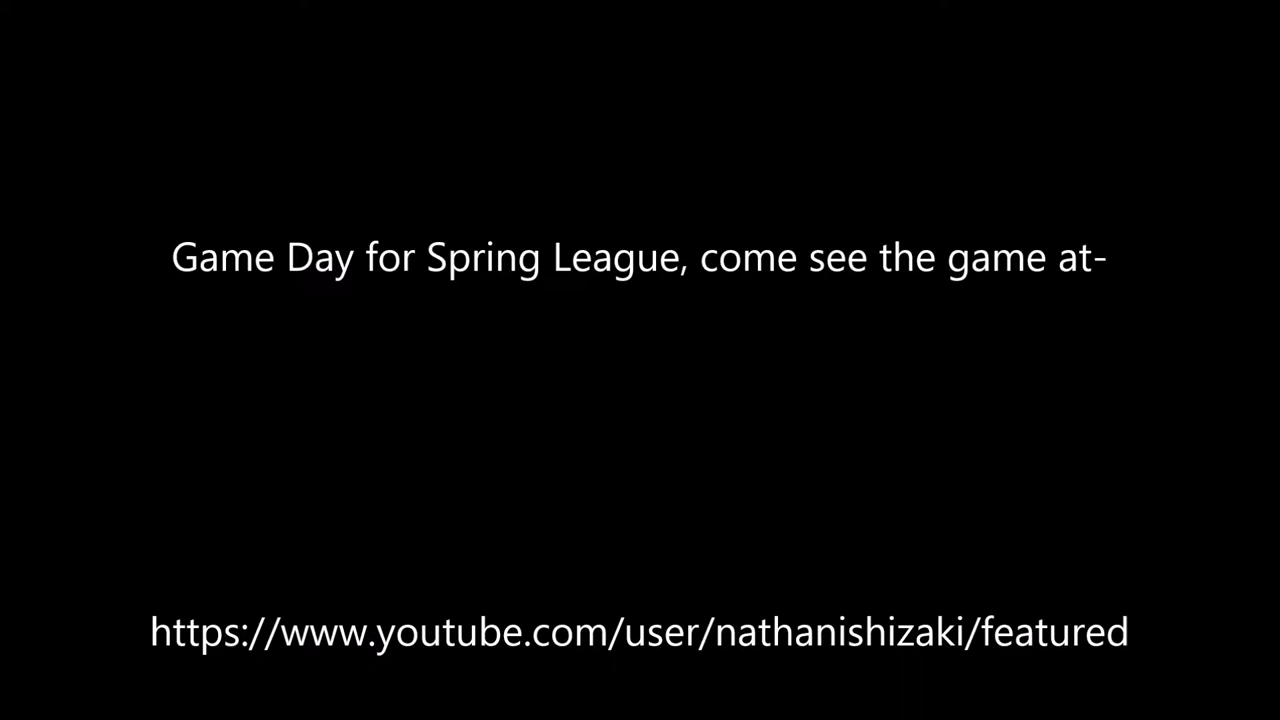 Game Day for Spring League, come see the game at-
https://www.youtube.com/user/nathanishizaki/featured